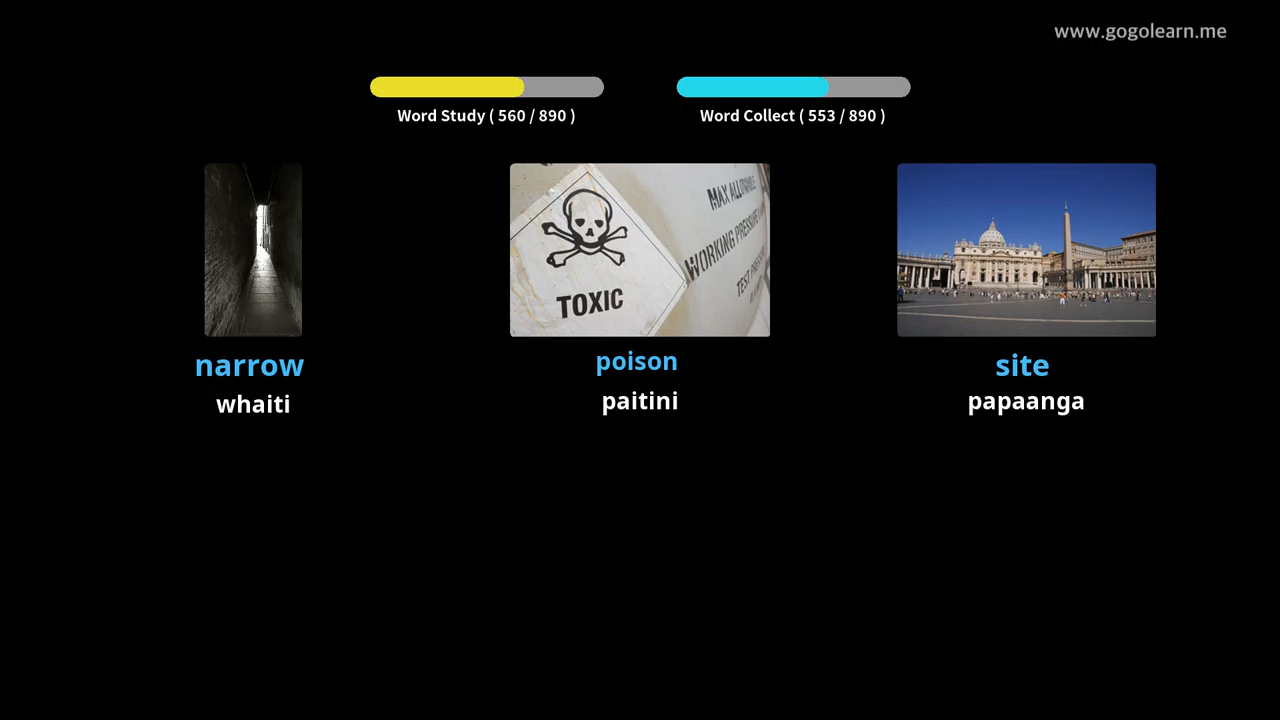 www.gogolearn.me
Word Study ( 560 / 890 )
Word Collect ( 553 / 890 )
MAX ALLOWABLE
WORKING PRESSURE
TEST
TOXIC
narrow
poison
site
whaiti
paitini
papaanga